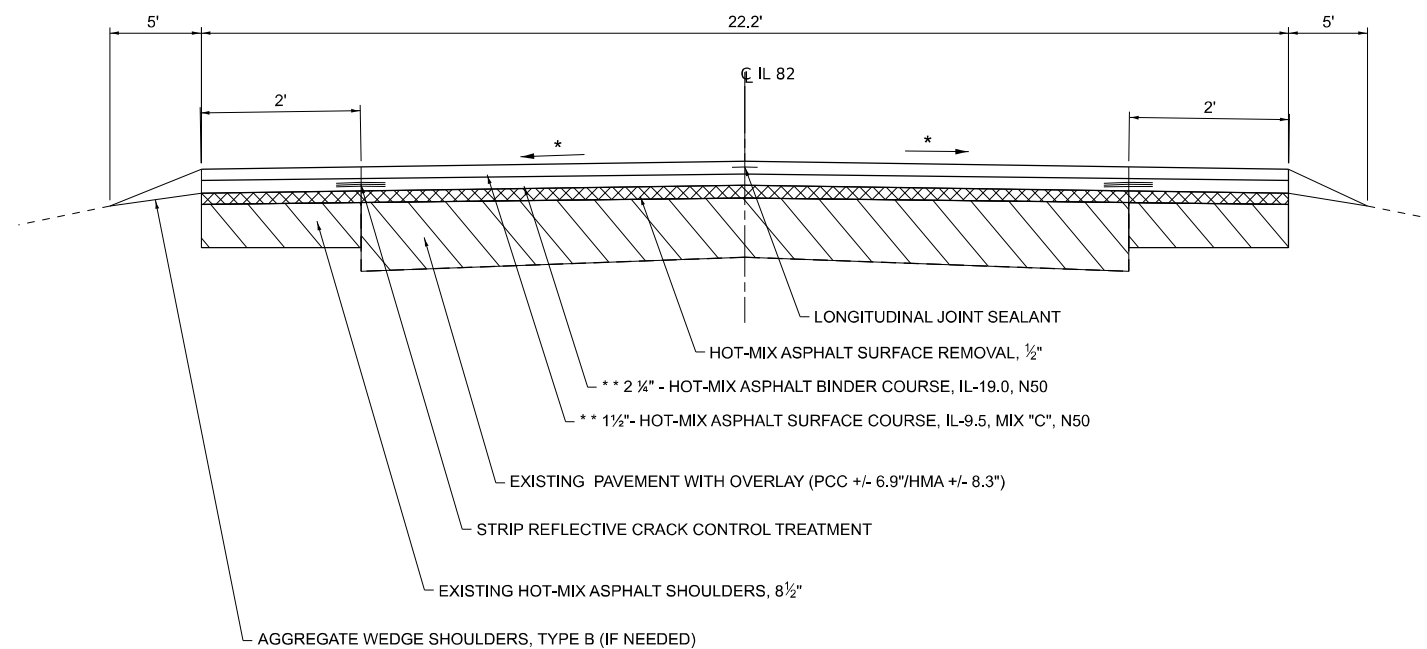 5'
22.2'
5'
℄ IL 82
2'
2'
*
*
LONGITUDINAL JOINT SEALANT
HOT-MIX ASPHALT SURFACE REMOVAL, ½"
* * 2 ¼" - HOT-MIX ASPHALT BINDER COURSE, IL-19.0, N50
* * 1½"- HOT-MIX ASPHALT SURFACE COURSE, IL-9.5, MIX "C", N50
EXISTING PAVEMENT WITH OVERLAY (PCC +/- 6.9"/HMA +/- 8.3")
STRIP REFLECTIVE CRACK CONTROL TREATMENT
EXISTING HOT-MIX ASPHALT SHOULDERS, 8½"
AGGREGATE WEDGE SHOULDERS, TYPE B (IF NEEDED)